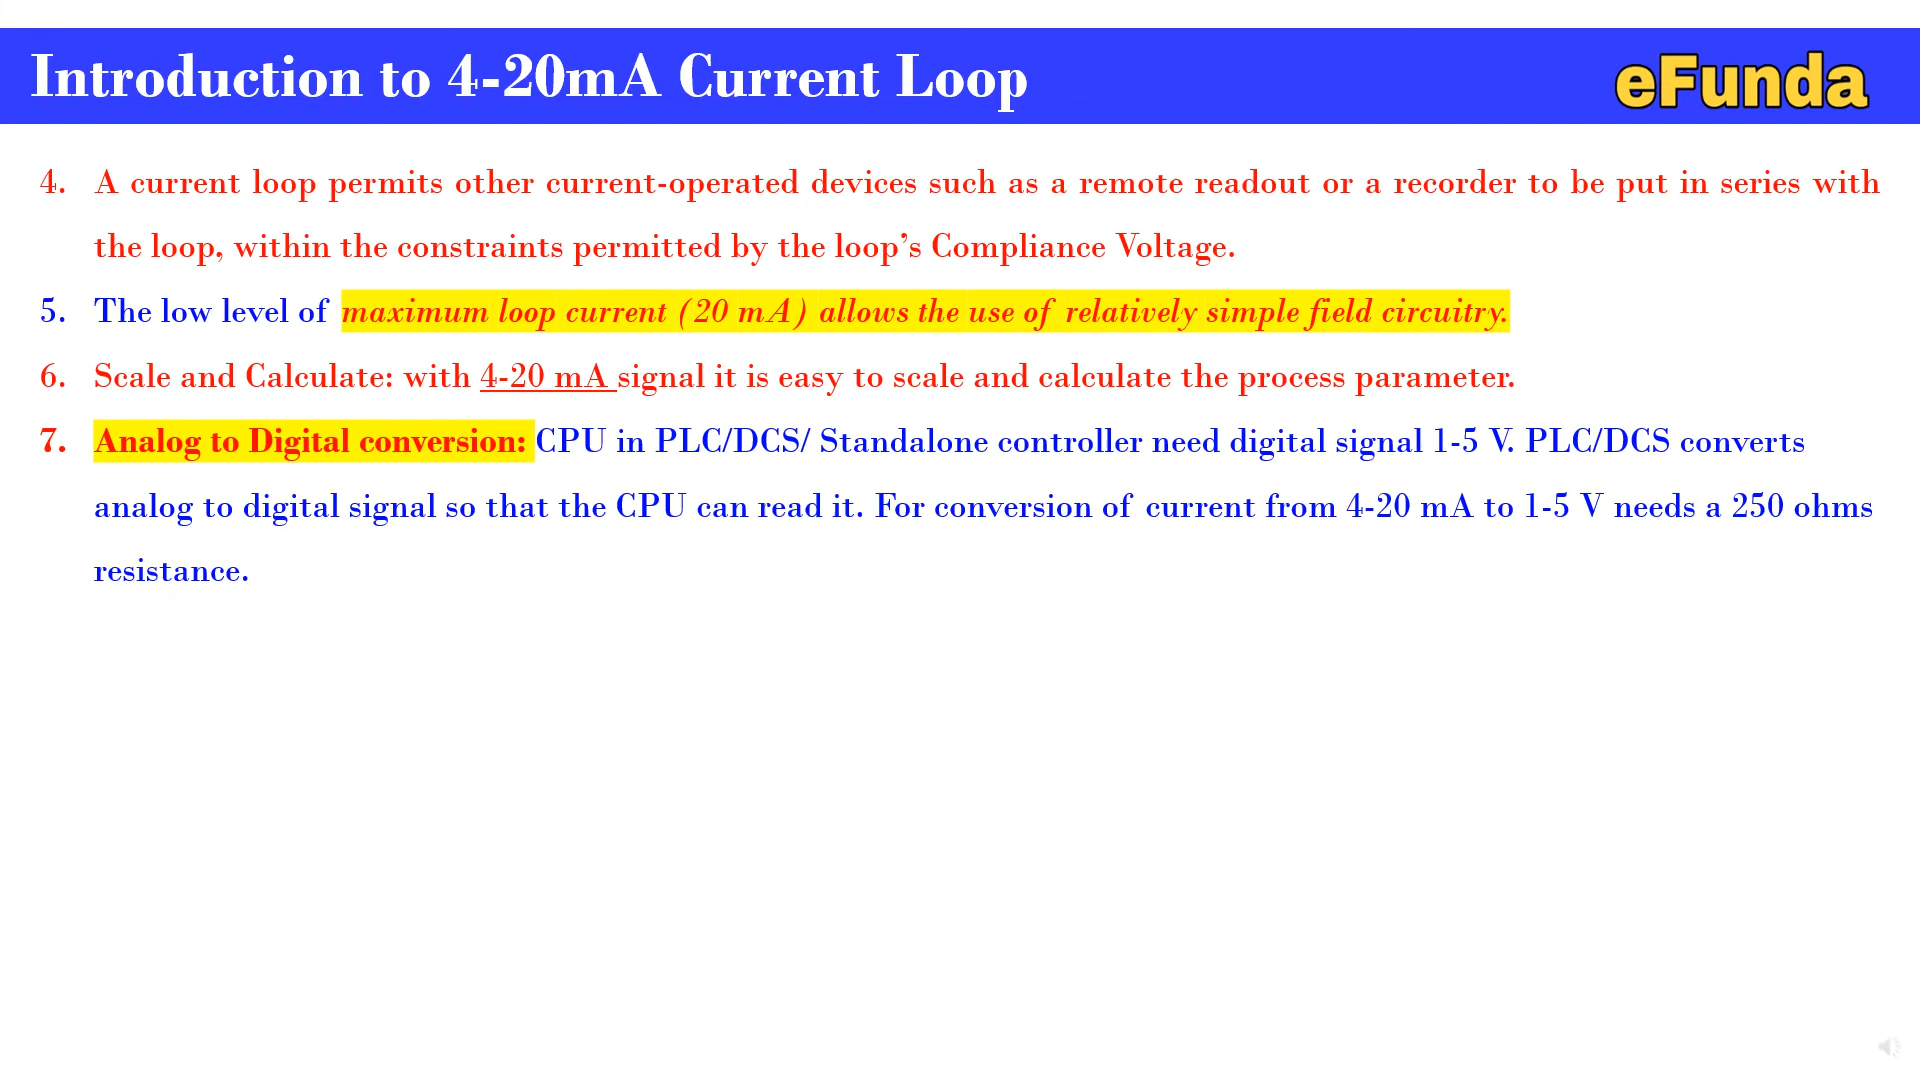 Introduction to 4-20mA Current Loop
eFunda
4. A current loop permits other current-operated devices such as a remote readout or a recorder to be put in series with
the loop, within the constraints permitted by the loop’s Compliance Voltage.
5. The low level of maximum loop current (20 mA) allows the use of relatively simple field circuitry.
6. Scale and Calculate: with 4-20 mA signal it is easy to scale and calculate the process parameter.
7. Analog to Digital conversion: CPU in PLC/DCS/ Standalone controller need digital signal 1-5 V. PLC/DCS converts
analog to digital signal so that the CPU can read it. For conversion of current from 4-20 mA to 1-5 V needs a 250 ohms
resistance.